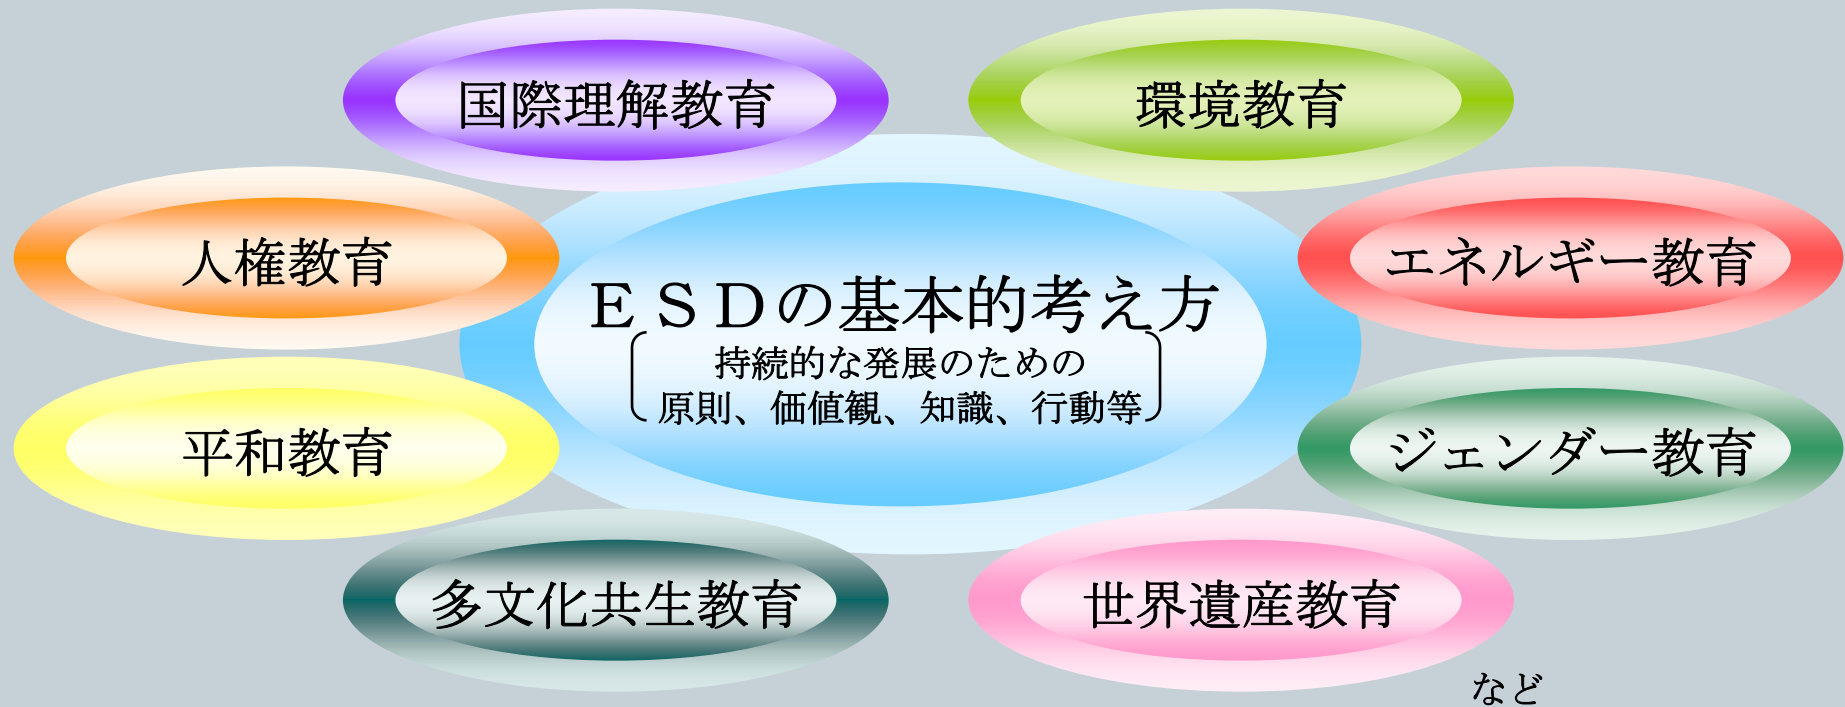 国際理解教育
環境教育
人権教育
エネルギー教育
ＥＳＤの基本的考え方
持続的な発展のための
原則、価値観、知識、行動等
平和教育
ジェンダー教育
多文化共生教育
世界遺産教育
など